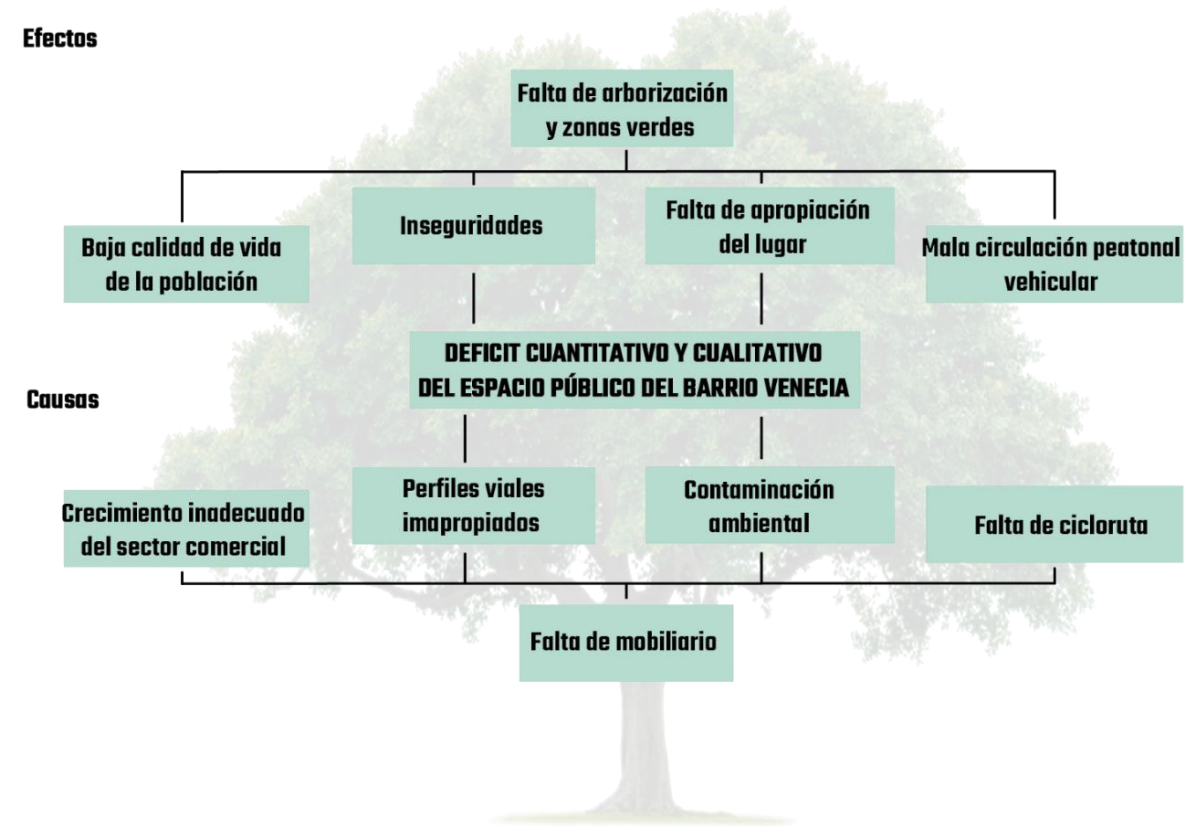 Efectos
Falta de arborización
y zonas verdes
Baja calidad de vida
de la población
Inseguridades
Falta de apropiación
del lugar
Mala circulación peatonal
vehicular
DEFICIT CUANTITATIVO Y CUALITATIVO
DEL ESPACIO PÚBLICO DEL BARRIO VENECIA
Causas
Crecimiento inadecuado
del sector comercial
Perfiles viales
imapropiados
Contaminación
ambiental
Falta de cicloruta
Falta de mobiliario